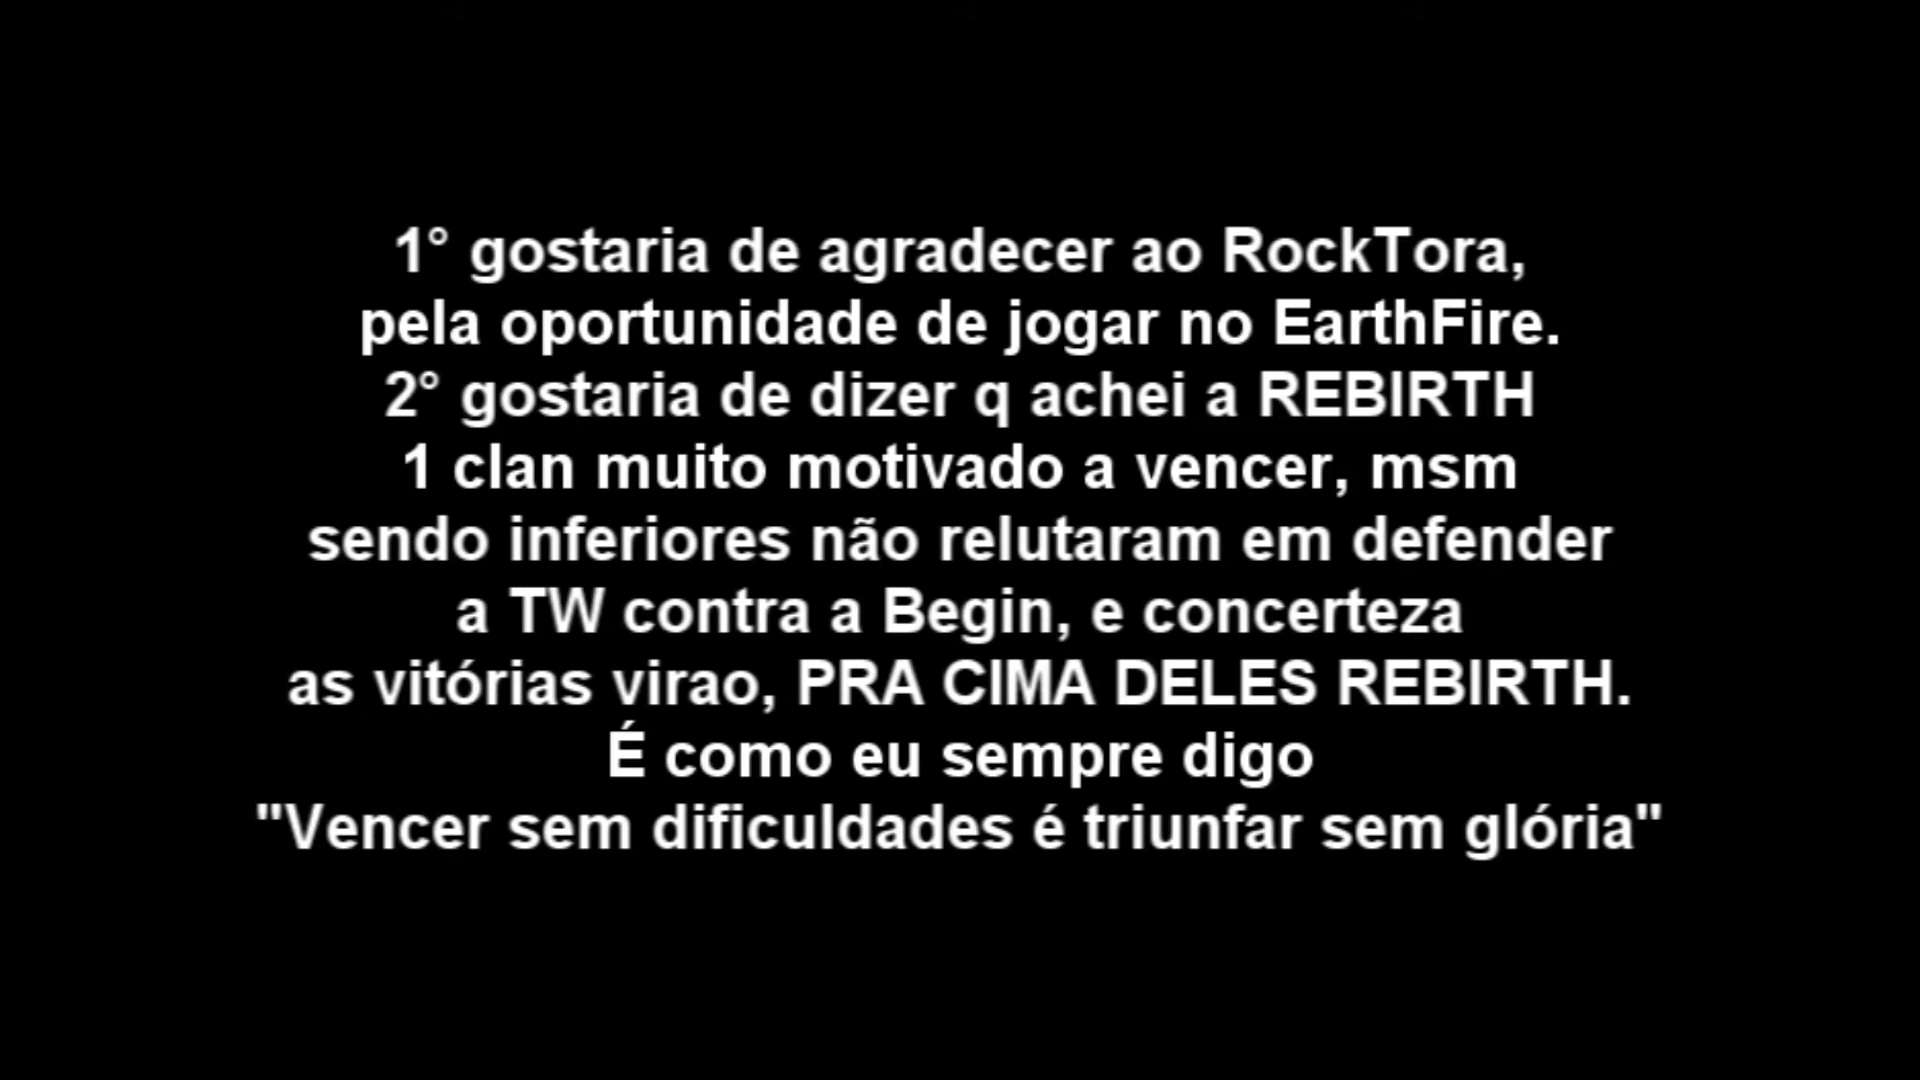 1° gostaria de agradecer ao RockTora,
pela oportunidade de jogar no EarthFire.
2° gostaria de dizer q achei a REBIRTH
1 clan muito motivado a vencer, msm
sendo inferiores não relutaram em defender
a TW contra a Begin, e concerteza
as vitórias virao, PRA CIMA DELES REBIRTH.
É como eu sempre digo
"Vencer sem dificuldades é triunfar sem glória"